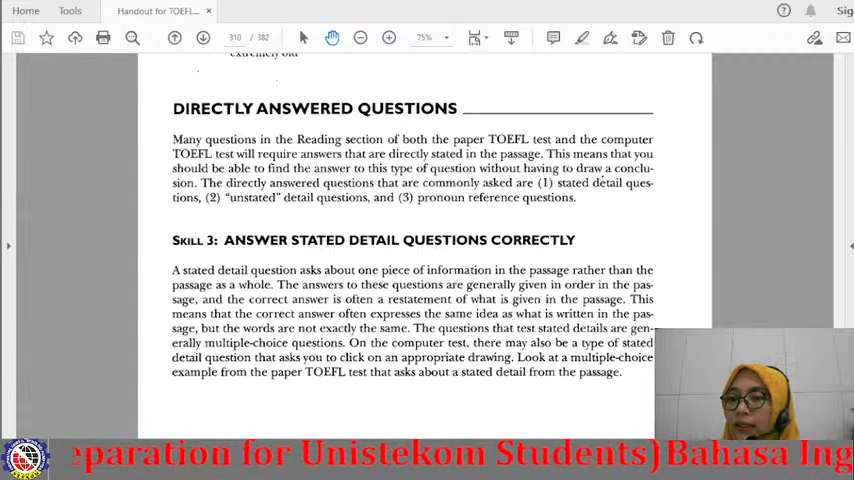 Home
Tools
Handout for TOEFL... ×
Sig
310 / 382
75%
extremely old
DIRECTLY ANSWERED QUESTIONS
Many questions in the Reading section of both the paper TOEFL test and the computer
TOEFL test will require answers that are directly stated in the passage. This means that you
should be able to find the answer to this type of question without having to draw a conclu-
sion. The directly answered questions that are commonly asked are (1) stated detail ques-
tions, (2) "unstated" detail questions, and (3) pronoun reference questions.
SKILL 3: ANSWER STATED DETAIL QUESTIONS CORRECTLY
A stated detail question asks about one piece of information in the passage rather than the
passage as a whole. The answers to these questions are generally given in order in the pas-
sage, and the correct answer is often a restatement of what is given in the passage. This
means that the correct answer often expresses the same idea as what is written in the pas-
sage, but the words are not exactly the same. The questions that test stated details are gen-
erally multiple-choice questions. On the computer test, there may also be a type of stated
detail question that asks you to click on an appropriate drawing. Look at a multiple-choice
example from the paper TOEFL test that asks about a stated detail from the passage.
eparation for Unistekom Students) Bahasa Ing